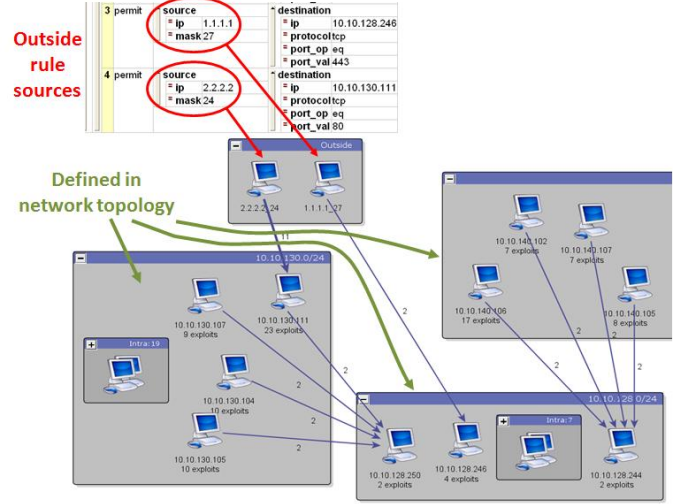 3 permit source destination
= ip 1.1.1.1 = ip 10.10.128.246
= mask 27 = protocol tcp
= port_op eq
= port_val 443
4 permit source destination
= ip 2.2.2.2 = ip 10.10.130.111
= mask 24 = protocol tcp
= port_op eq
= port_val 80
Outside
rule
sources
Outside
2.2.2.2_24 1.1.1.1_27
Defined in
network topology
11
10.10.130.0/24
10.10.140.102
7 exploits
10.10.140.107
7 exploits
10.10.140.106
17 exploits
10.10.140.105
8 exploits
10.10.130.107
9 exploits
10.10.130.111
23 exploits
Intra:19
2
2
2
2
2
2
10.10.130.104
10 exploits
2
2
10.10.130.105
10 exploits
2
10.10.128.0/24
Intra:7
10.10.128.250
2 exploits
10.10.128.246
4 exploits
10.10.128.244
2 exploits